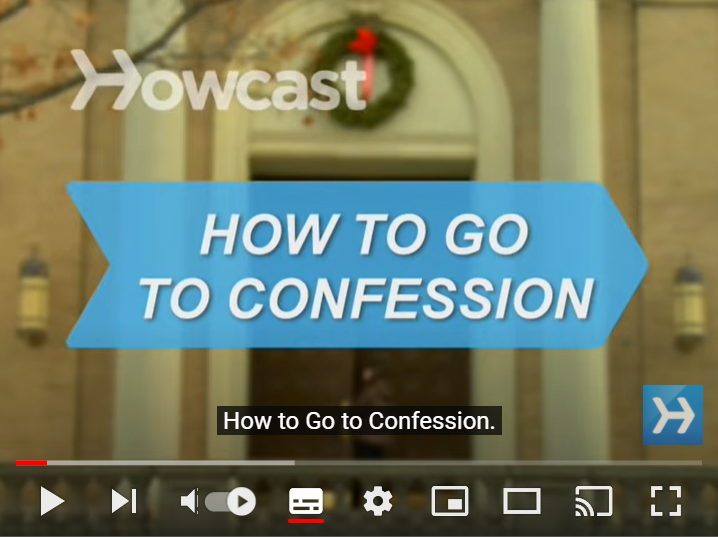 Howcast
HOW TO GO
TO CONFESSION
How to Go to Confession.